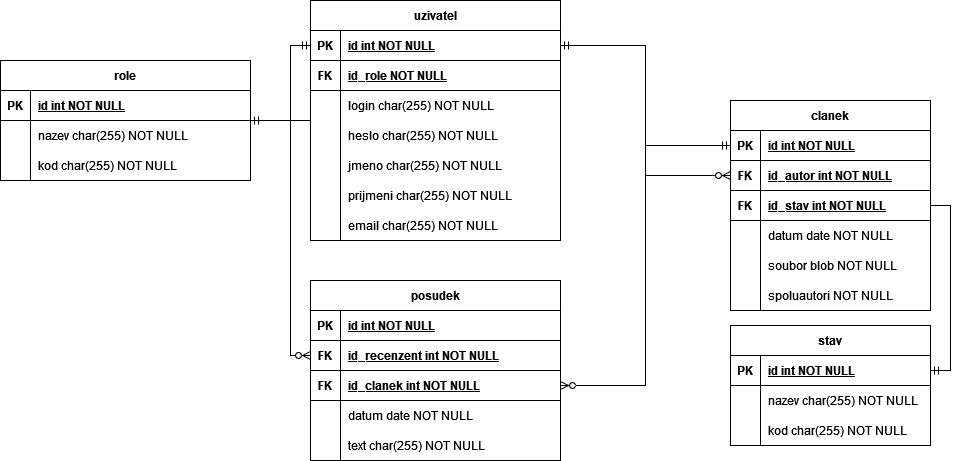 uzivatel
PK id int NOT NULL
FK id_role NOT NULL
login char(255) NOT NULL
heslo char(255) NOT NULL
jmeno char(255) NOT NULL
prijmeni char(255) NOT NULL
email char(255) NOT NULL
role
PK id int NOT NULL
nazev char(255) NOT NULL
kod char(255) NOT NULL
clanek
PK id int NOT NULL
FK id_autor int NOT NULL
FK id_stav int NOT NULL
datum date NOT NULL
soubor blob NOT NULL
spoluautori NOT NULL
posudek
PK id int NOT NULL
FK id_recenzent int NOT NULL
FK id_clanek int NOT NULL
datum date NOT NULL
text char(255) NOT NULL
stav
PK id int NOT NULL
nazev char(255) NOT NULL
kod char(255) NOT NULL